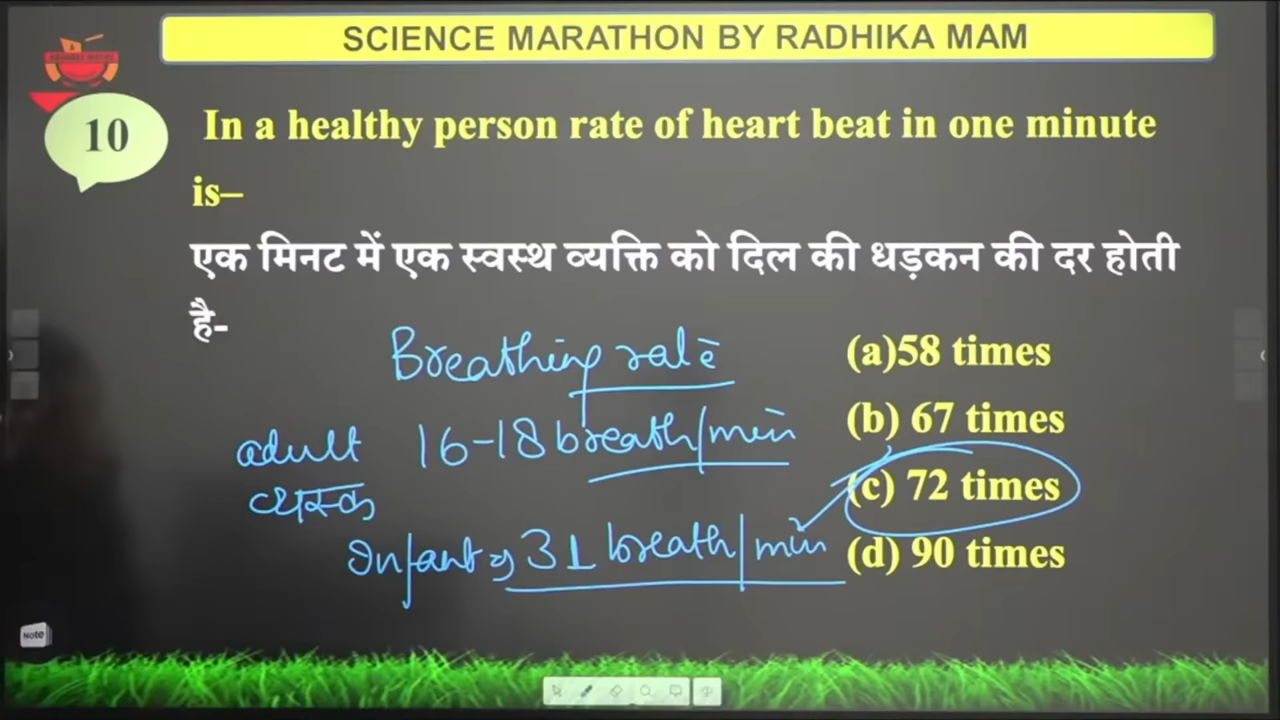 SCIENCE MARATHON BY RADHIKA MAM
10
In a healthy person rate of heart beat in one minute
is–
एक मिनट में एक स्वस्थ व्यक्ति को दिल की धड़कन की दर होती
है-
Breathing rate
adult 16-18 breath/min
व्यस्क
Infant 31 breath/min
(a)58 times
(b) 67 times
(c) 72 times
(d) 90 times
Note